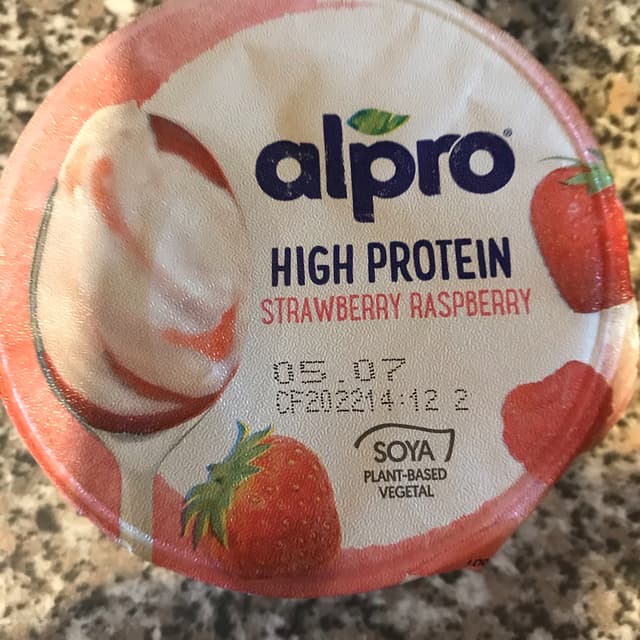 alpro®
HIGH PROTEIN
STRAWBERRY RASPBERRY
05.07
CF202214:12 2
SOYA
PLANT-BASED
VEGETAL